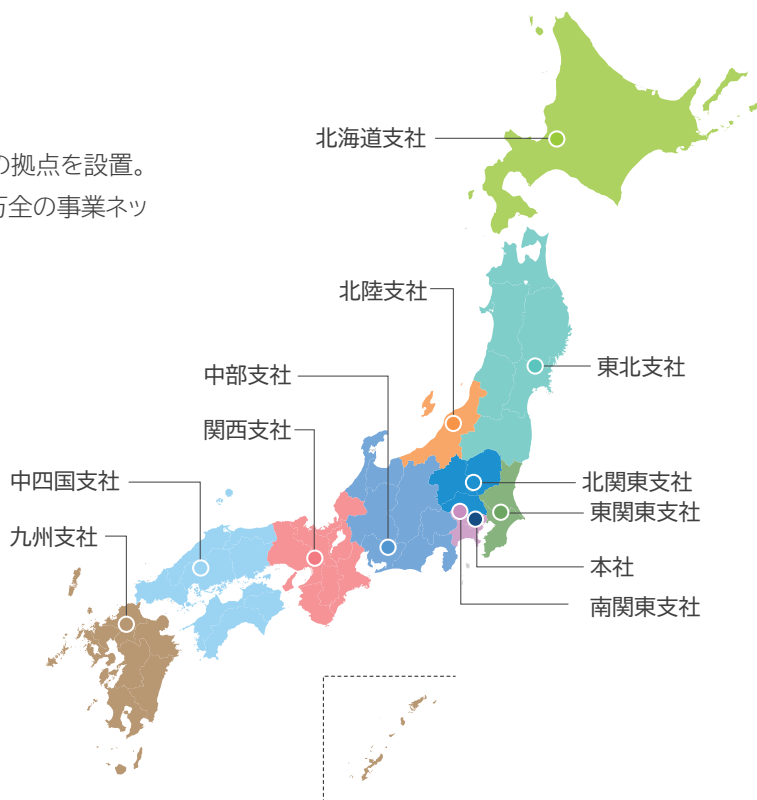 北海道支社
の拠点を設置。
万全の事業ネッ
北陸支社
東北支社
中部支社
関西支社
中四国支社
北関東支社
東関東支社
九州支社
本社
南関東支社